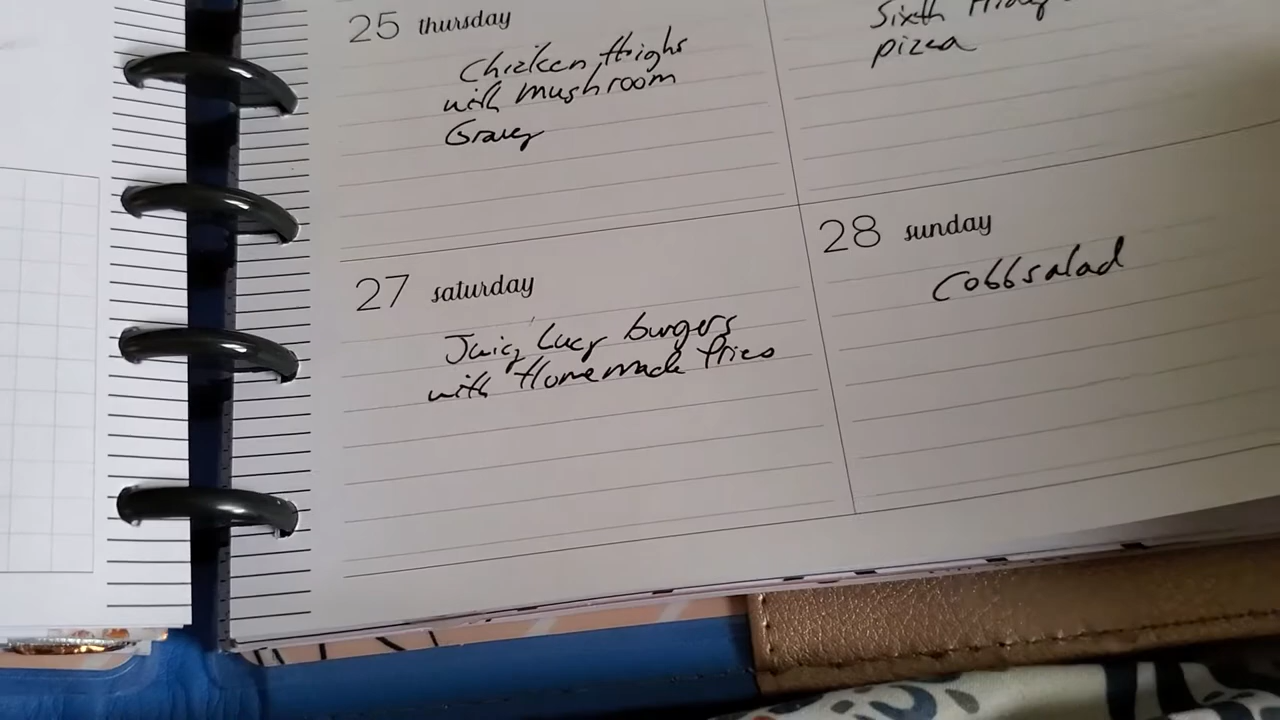 25 thursday
Chicken thighs
with mushroom
Gravy
Sixth
pizza
27 saturday
Juicy Lucy burgers
with Homemade fries
28 sunday
Cobb salad